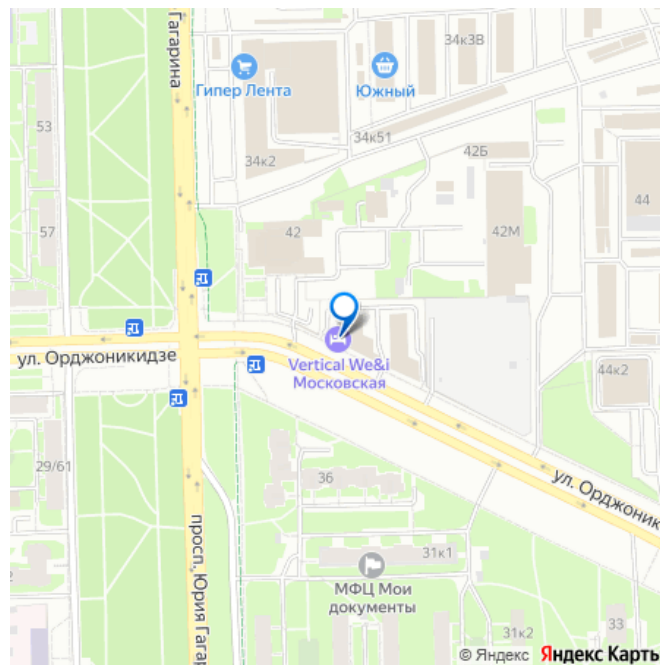 Гагарина
34к3В
Гипер Лента
Южный
34к51
53
34к2
42Б
44
57
42
42М
ул. Орджоникидзе
Vertical We&i
Московская
44к2
29/61
36
ул. Орджоник
просп. Юрия Гагар
31к1
МФЦ Мои
документы
31к2
33
© Яндекс Яндекс Карты